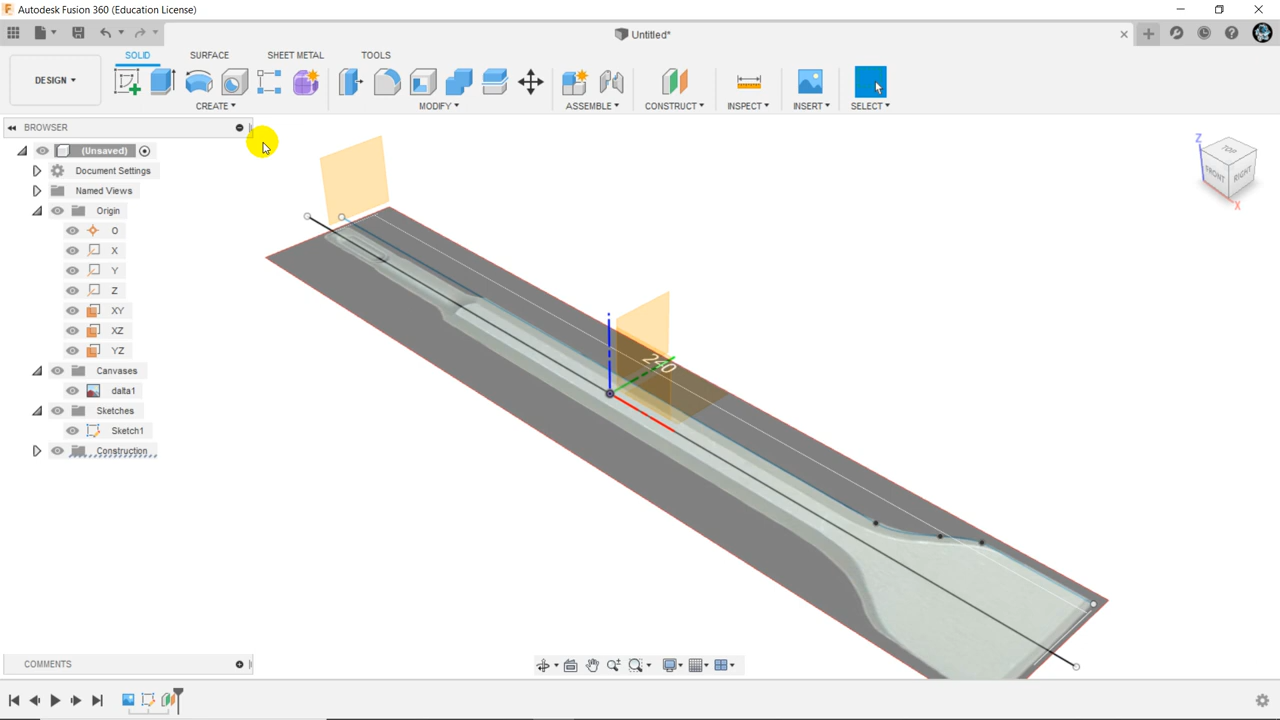 Autodesk Fusion 360 (Education License)
Untitled*
DESIGN
SOLID
SURFACE
SHEET METAL
TOOLS
CREATE
MODIFY
ASSEMBLE
CONSTRUCT
INSPECT
INSERT
SELECT
BROWSER
(Unsaved)
Document Settings
Named Views
Origin
O
X
Y
Z
XY
XZ
YZ
Canvases
dalta1
Sketches
Sketch1
Construction
240
Z
TOP
FRONT
RIGHT
X
COMMENTS